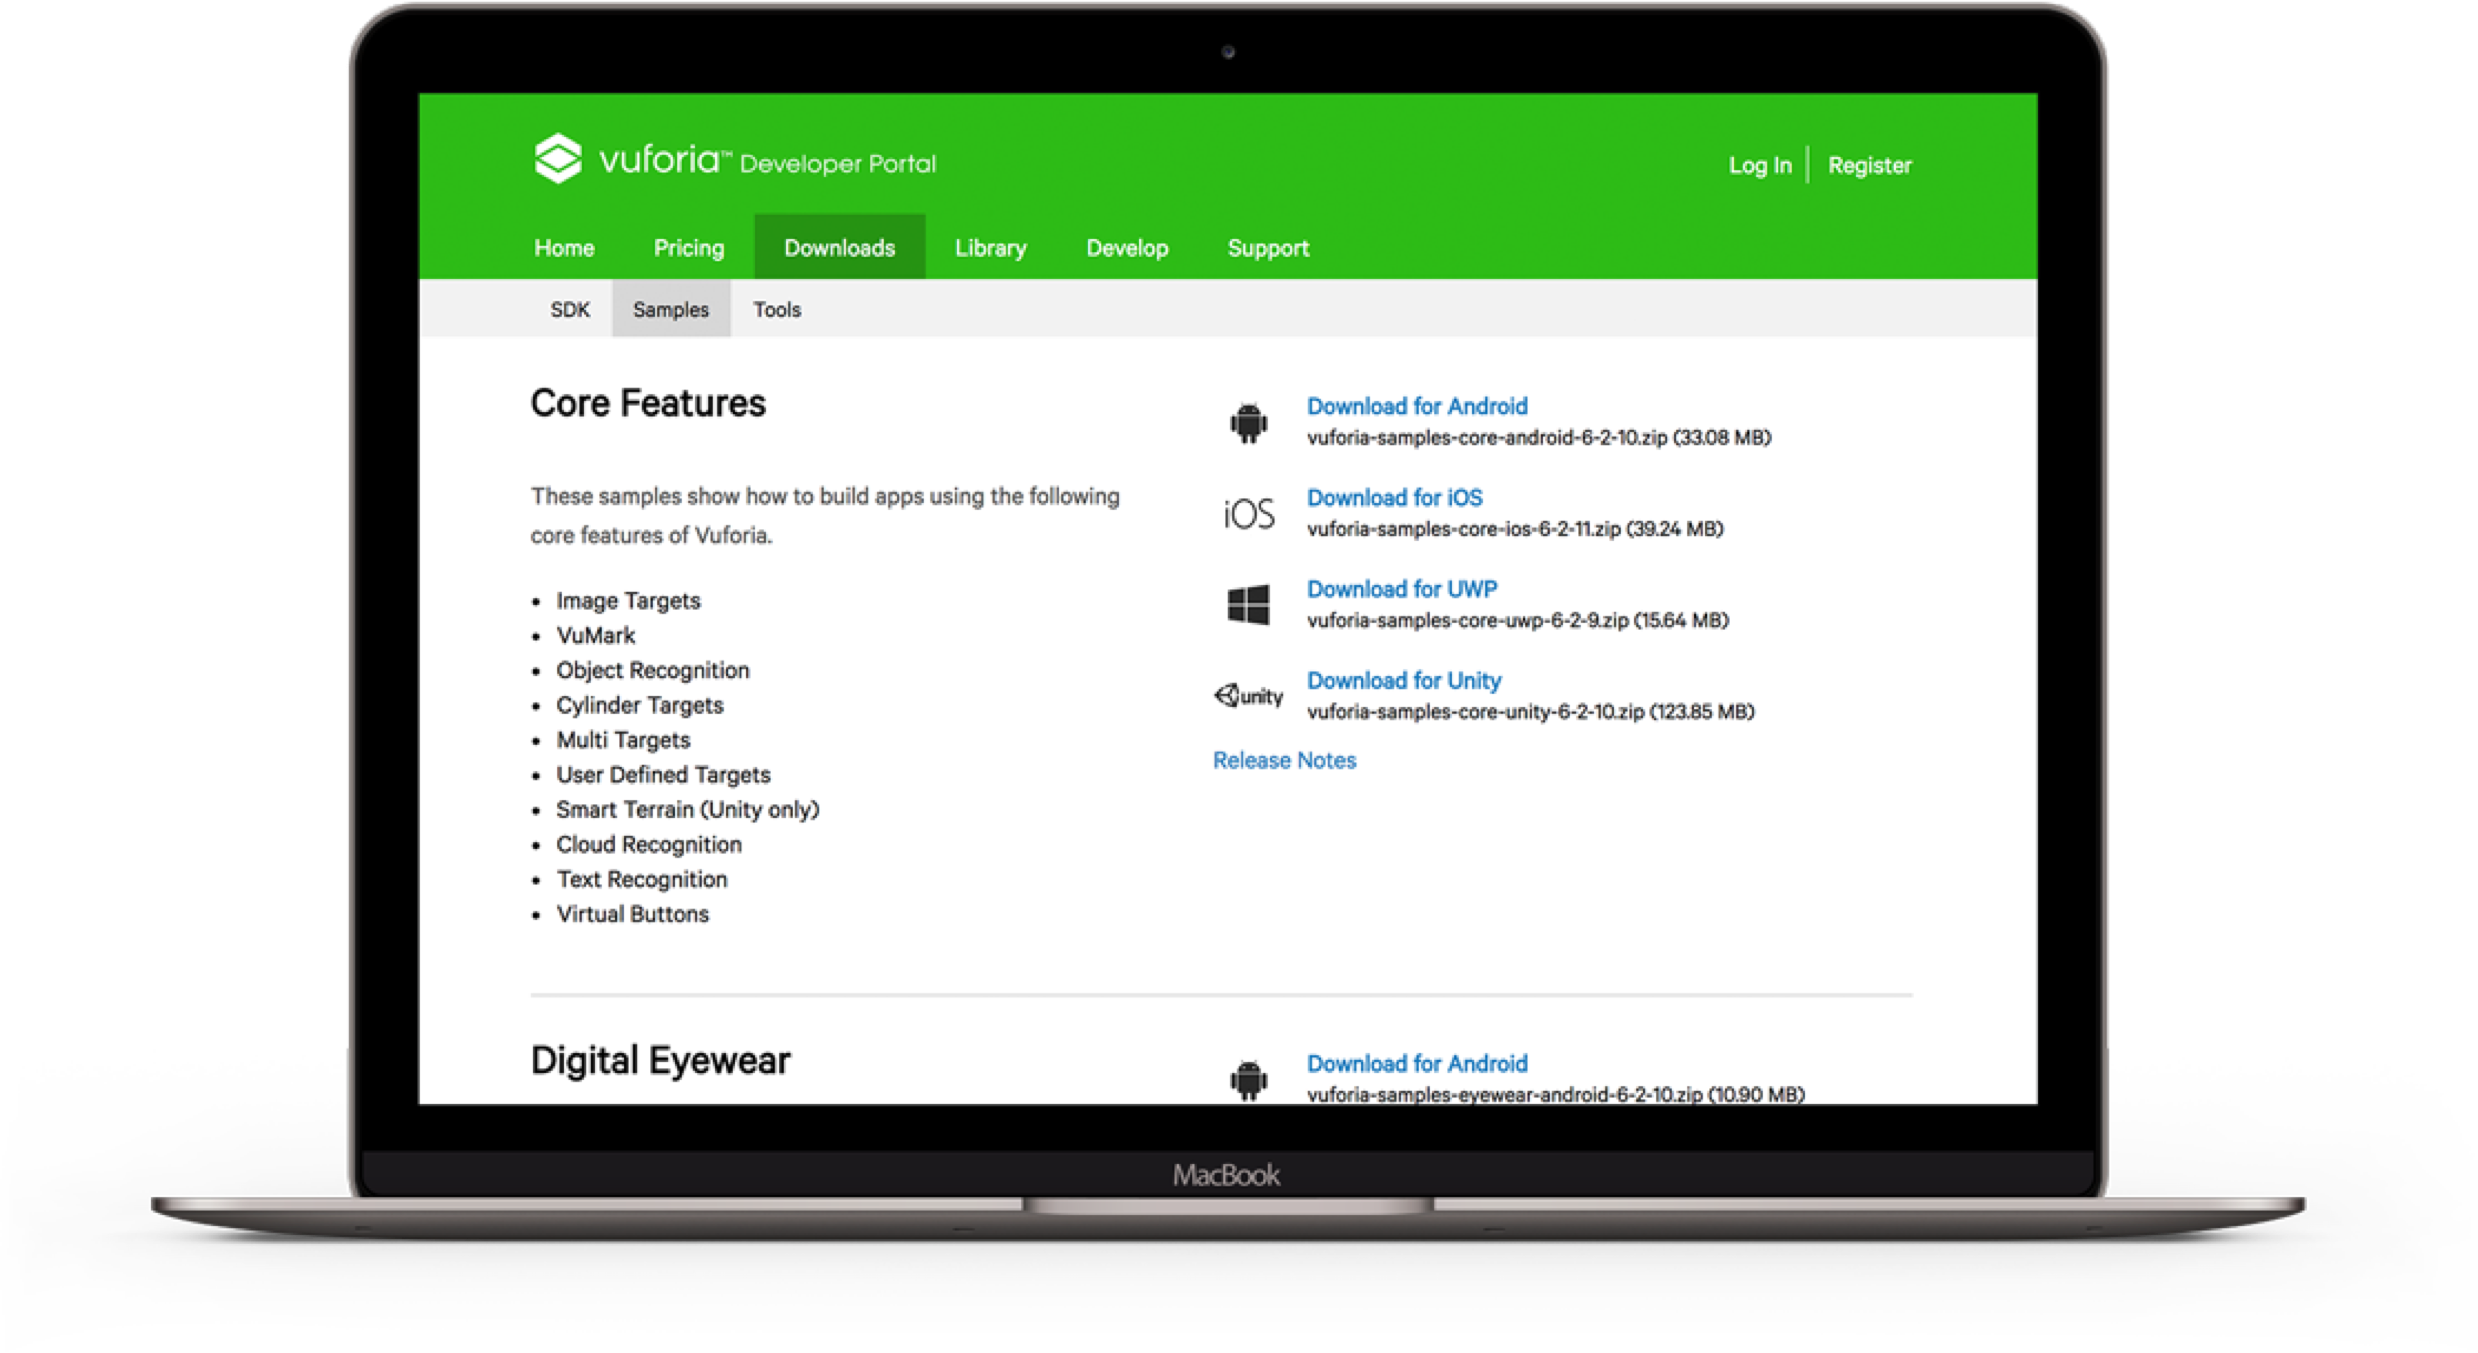 vuforia™ Developer Portal
Log In | Register
Home Pricing Downloads Library Develop Support
SDK Samples Tools
Core Features
These samples show how to build apps using the following
core features of Vuforia.
• Image Targets
• VuMark
• Object Recognition
• Cylinder Targets
• Multi Targets
• User Defined Targets
• Smart Terrain (Unity only)
• Cloud Recognition
• Text Recognition
• Virtual Buttons
Download for Android
vuforia-samples-core-android-6-2-10.zip (33.08 MB)
iOS
Download for iOS
vuforia-samples-core-ios-6-2-11.zip (39.24 MB)
Download for UWP
vuforia-samples-core-uwp-6-2-9.zip (15.64 MB)
unity
Download for Unity
vuforia-samples-core-unity-6-2-10.zip (123.85 MB)
Release Notes
Digital Eyewear
Download for Android
vuforia-samples-eyewear-android-6-2-10.zip (10.90 MB)
MacBook